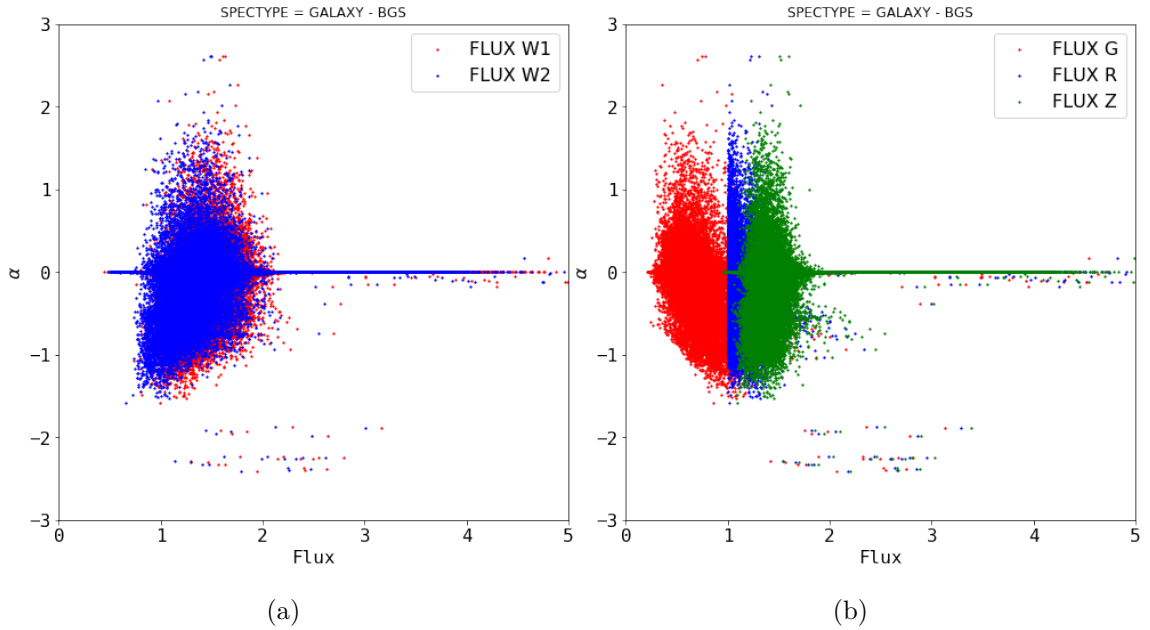 SPECTYPE = GALAXY - BGS
3
2
1
0
−1
−2
−3
α
0 1 2 3 4 5
Flux
FLUX W1
FLUX W2
(a)
SPECTYPE = GALAXY - BGS
3
2
1
0
−1
−2
−3
α
0 1 2 3 4 5
Flux
FLUX G
FLUX R
FLUX Z
(b)